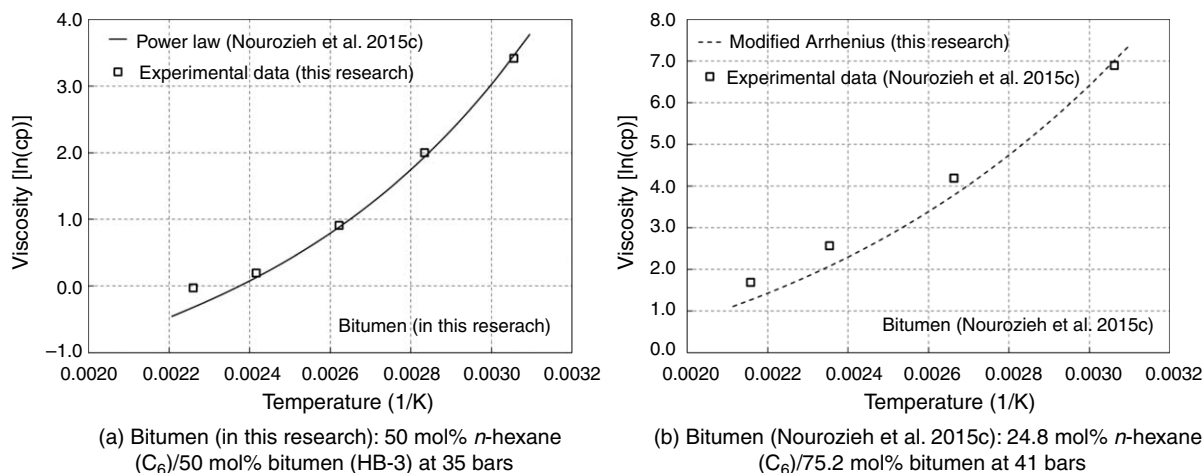 4.0
3.0
2.0
1.0
0.0
–1.0
Viscosity [ln(cp)]
Power law (Nourozieh et al. 2015c)
Experimental data (this research)
Bitumen (in this reserach)
0.0020 0.0022 0.0024 0.0026 0.0028 0.0030 0.0032
Temperature (1/K)
(a) Bitumen (in this research): 50 mol% n-hexane
(C6)/50 mol% bitumen (HB-3) at 35 bars
8.0
7.0
6.0
5.0
4.0
3.0
2.0
1.0
0.0
Viscosity [ln(cp)]
Modified Arrhenius (this research)
Experimental data (Nourozieh et al. 2015c)
Bitumen (Nourozieh et al. 2015c)
0.0020 0.0022 0.0024 0.0026 0.0028 0.0030 0.0032
Temperature (1/K)
(b) Bitumen (Nourozieh et al. 2015c): 24.8 mol% n-hexane
(C6)/75.2 mol% bitumen at 41 bars